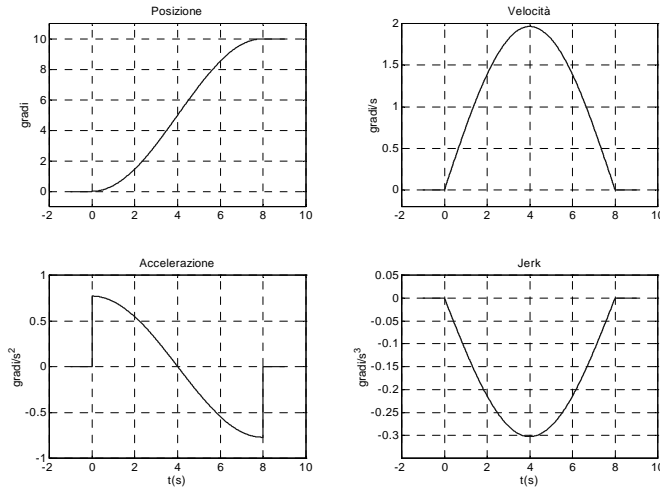 Posizione
gradi
10
8
6
4
2
0
-2 0 2 4 6 8 10
Velocità
gradi/s
2
1.5
1
0.5
0
-2 0 2 4 6 8 10
Accelerazione
gradi/s²
1
0.5
0
-0.5
-1
-2 0 2 4 6 8 10
t(s)
Jerk
gradi/s³
0.05
0
-0.05
-0.1
-0.15
-0.2
-0.25
-0.3
-2 0 2 4 6 8 10
t(s)